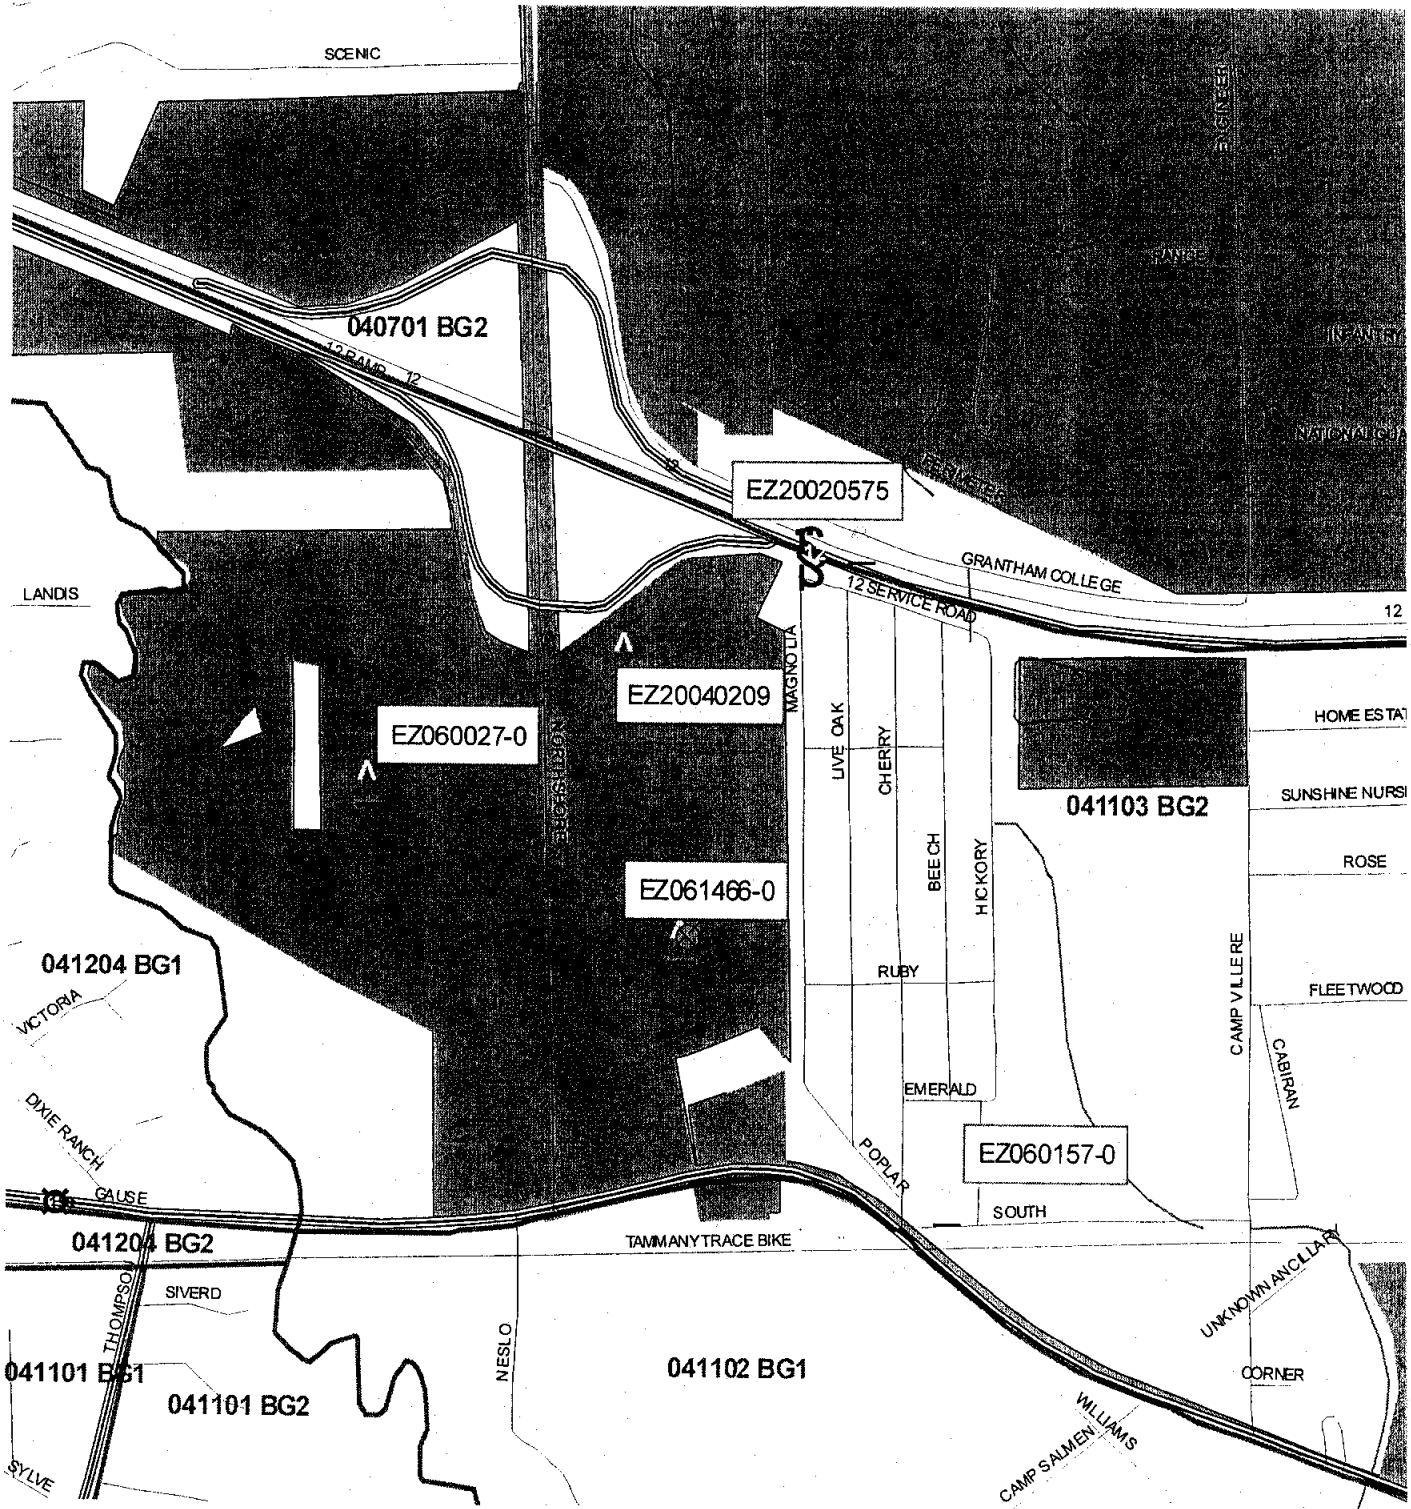 SCENIC
ENGINEER
RANGE
040701 BG2
INFANTRY
12 RAMP
12
NATIONAL GUA
PERIMETER
EZ20020575
GRANTHAM COLLEGE
12 SERVICE ROAD
12
LANDIS
MAGNOLIA
EZ20040209
EZ060027-0
NORTHSHORE
LIVE OAK
CHERRY
HOME ESTAT
SUNSHINE NURSE
041103 BG2
BEECH
HICKORY
ROSE
EZ061466-0
041204 BG1
VICTORIA
RUBY
CAMP VILLERE
FLEETWOOD
CABIRAN
DIXIE RANCH
EMERALD
POPLAR
EZ060157-0
GAUSE
SOUTH
041204 BG2
TAMMANY TRACE BIKE
UNKNOWN ANCILLAR
SIVERD
THOMPSON
NESLO
041101 BG1
041102 BG1
CORNER
041101 BG2
WILLIAMS
CAMP SALMEN
SYLVE